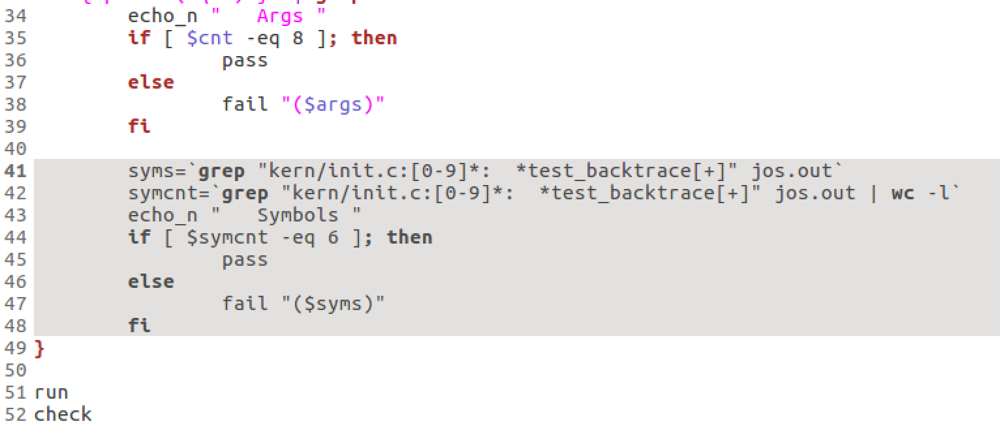 34        echo_n "   Args "
35        if [ $cnt -eq 8 ]; then
36                pass
37        else
38                fail "($args)"
39        fi
40
41        syms=`grep "kern/init.c:[0-9]*:  *test_backtrace[+]" jos.out`
42        symcnt=`grep "kern/init.c:[0-9]*:  *test_backtrace[+]" jos.out | wc -l`
43        echo_n "   Symbols "
44        if [ $symcnt -eq 6 ]; then
45                pass
46        else
47                fail "($syms)"
48        fi
49 }
50
51 run
52 check